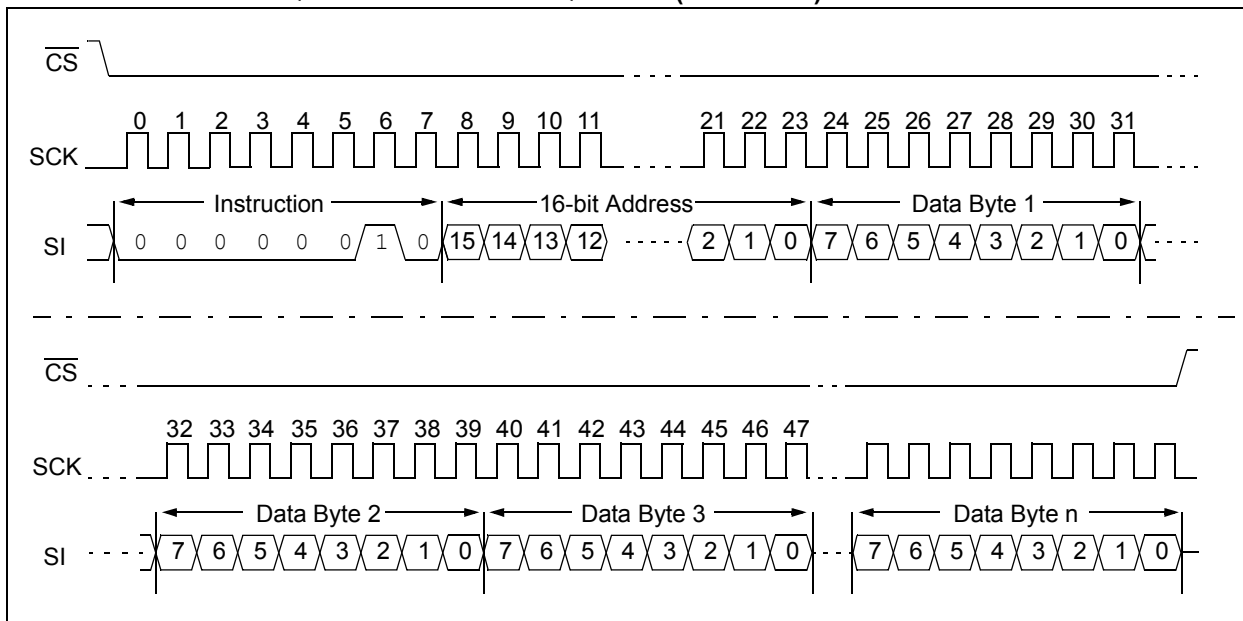 CS
0 1 2 3 4 5 6 7 8 9 10 11 21 22 23 24 25 26 27 28 29 30 31
SCK
Instruction 16-bit Address Data Byte 1
SI 0 0 0 0 0 0 1 0 15 14 13 12 2 1 0 7 6 5 4 3 2 1 0
CS
32 33 34 35 36 37 38 39 40 41 42 43 44 45 46 47
SCK
Data Byte 2 Data Byte 3 Data Byte n
SI 7 6 5 4 3 2 1 0 7 6 5 4 3 2 1 0 7 6 5 4 3 2 1 0